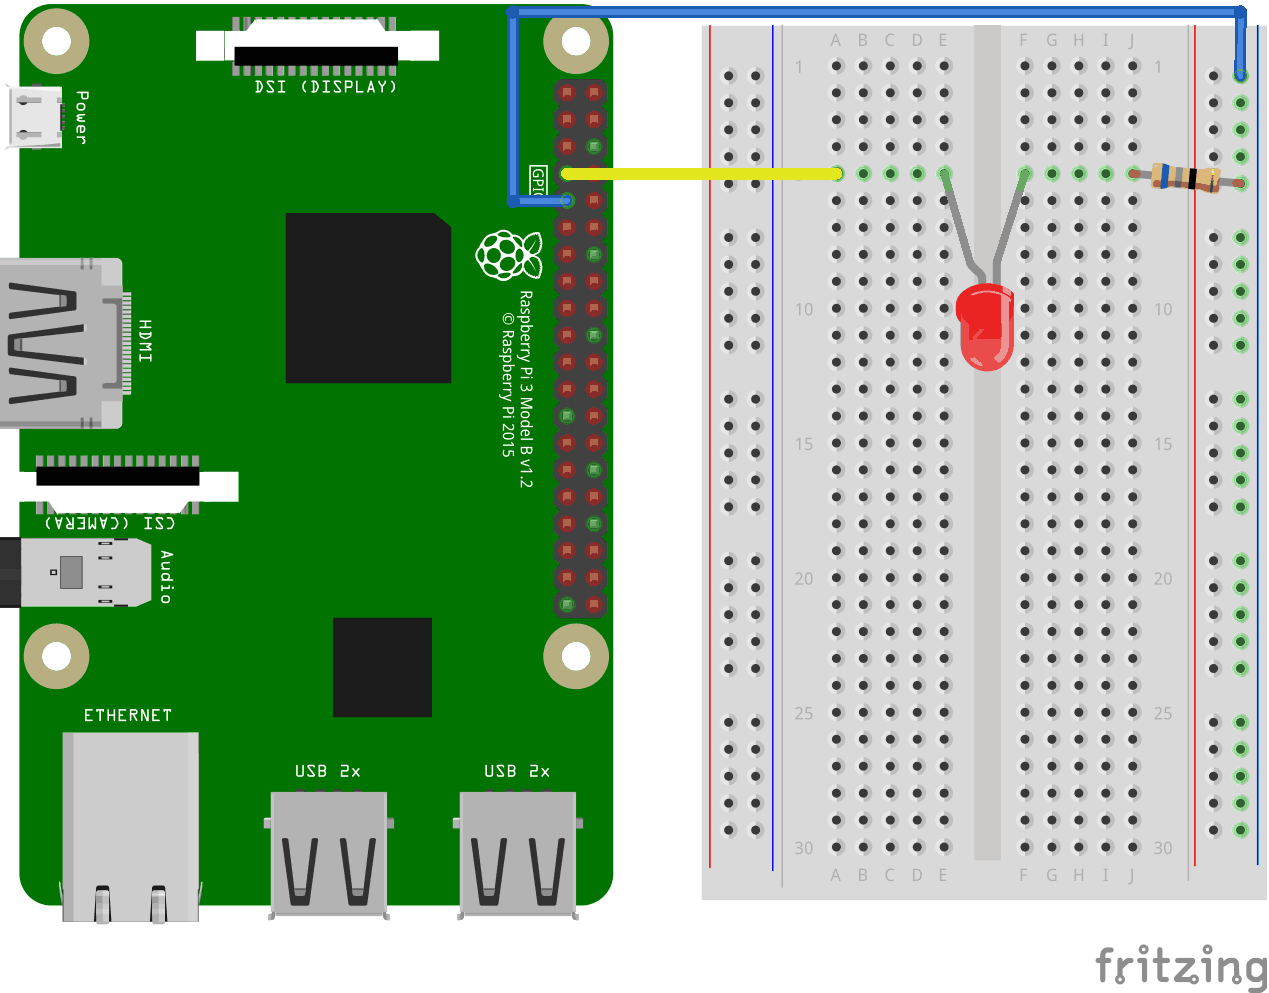 DSI (DISPLAY)
Power
GPIO
HDMI
Raspberry Pi 3 Model B v1.2
© Raspberry Pi 2015
CSI (CAMERA)
Audio
ETHERNET
USB 2x
USB 2x
A B C D E F G H I J
1 1
10 10
15 15
20 20
25 25
30 30
A B C D E F G H I J
fritzing